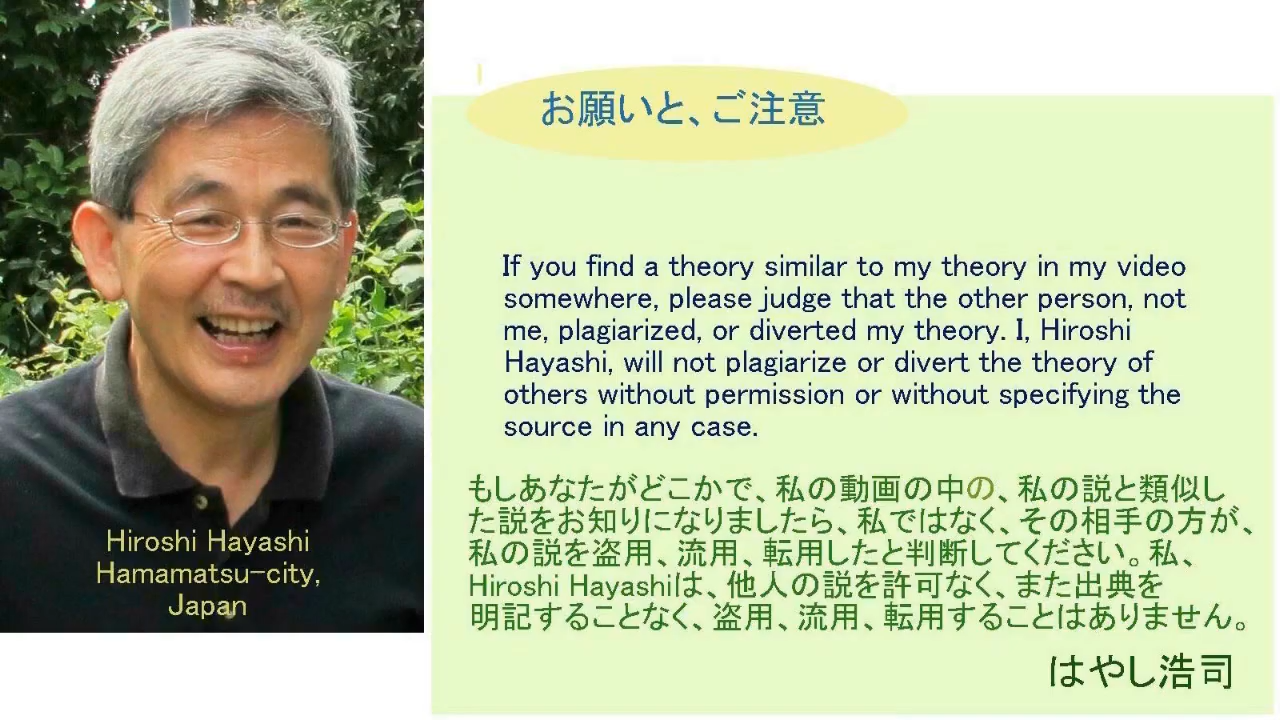 お願いと、ご注意
If you find a theory similar to my theory in my video
somewhere, please judge that the other person, not
me, plagiarized, or diverted my theory. I, Hiroshi
Hayashi, will not plagiarize or divert the theory of
others without permission or without specifying the
source in any case.
もしあなたがどこかで、私の動画の中の、私の説と類似し
た説をお知りになりましたら、私ではなく、その相手の方が、
私の説を盗用、流用、転用したと判断してください。私、
Hiroshi Hayashiは、他人の説を許可なく、また出典を
明記することなく、盗用、流用、転用することはありません。
はやし浩司
Hiroshi Hayashi
Hamamatsu-city,
Japan